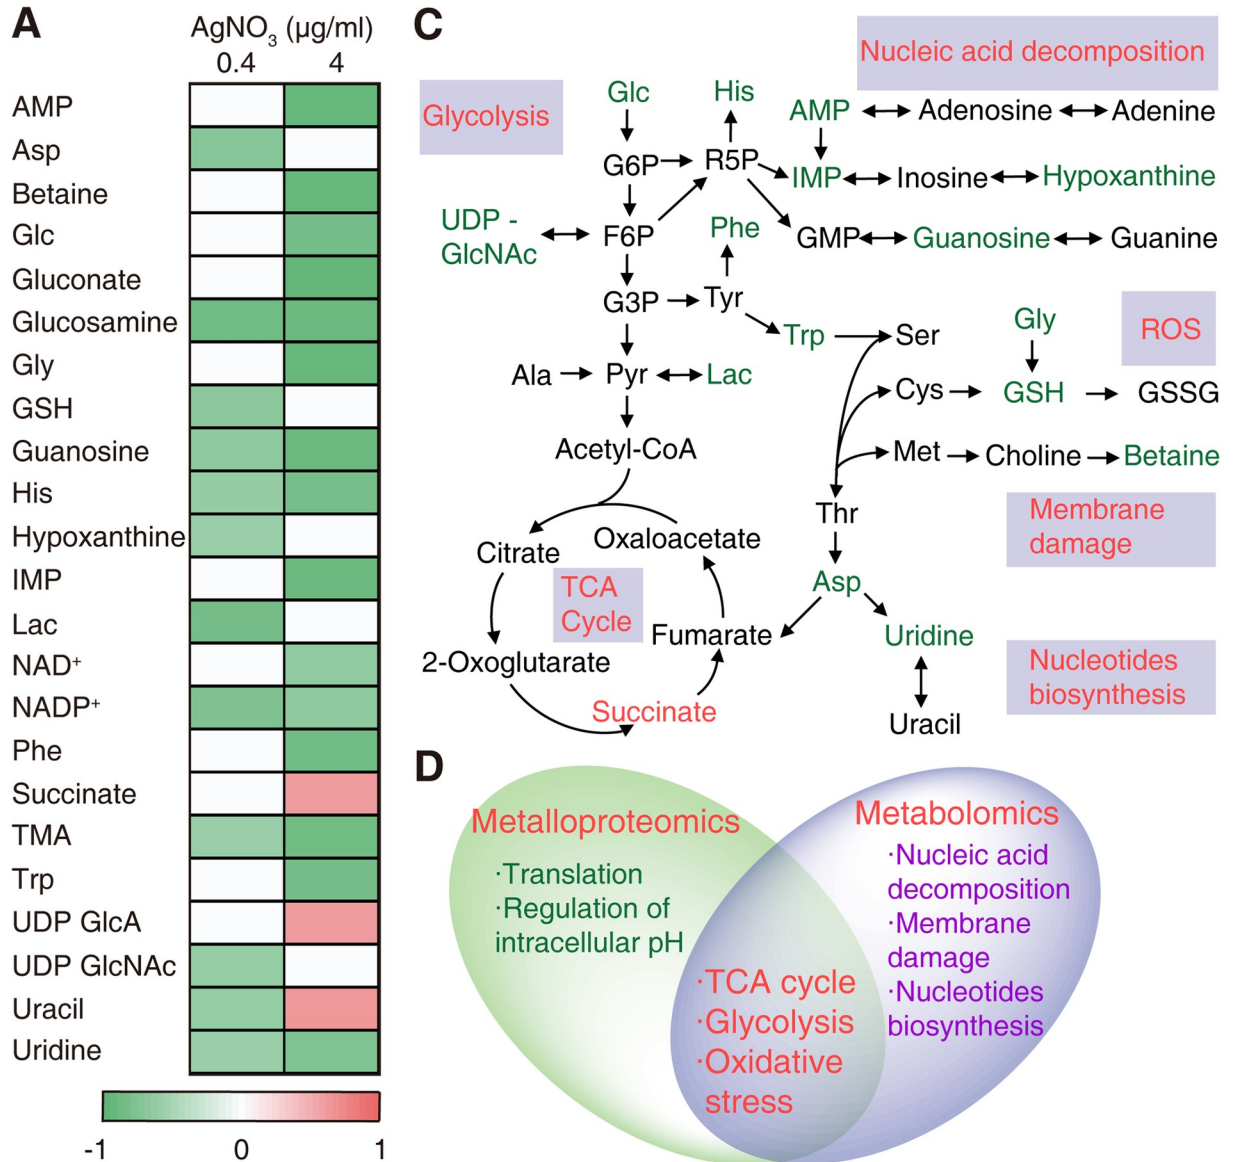 A
AgNO3 (μg/ml)
0.4 4
AMP
Asp
Betaine
Glc
Gluconate
Glucosamine
Gly
GSH
Guanosine
His
Hypoxanthine
IMP
Lac
NAD+
NADP+
Phe
Succinate
TMA
Trp
UDP GlcA
UDP GlcNAc
Uracil
Uridine
-1 0 1
C
Nucleic acid decomposition
Glycolysis
Glc
His
AMP
Adenosine
Adenine
G6P
R5P
IMP
Inosine
Hypoxanthine
UDP -
GlcNAc
F6P
Phe
GMP
Guanosine
Guanine
G3P
Tyr
Trp
Ser
Gly
ROS
Ala
Pyr
Lac
Cys
GSH
GSSG
Acetyl-CoA
Met
Choline
Betaine
Thr
Membrane
damage
Citrate
Oxaloacetate
TCA
Cycle
Asp
2-Oxoglutarate
Fumarate
Uridine
Nucleotides
biosynthesis
Succinate
Uracil
D
Metalloproteomics
·Translation
·Regulation of
intracellular pH
·TCA cycle
·Glycolysis
·Oxidative
stress
Metabolomics
·Nucleic acid
decomposition
·Membrane
damage
·Nucleotides
biosynthesis